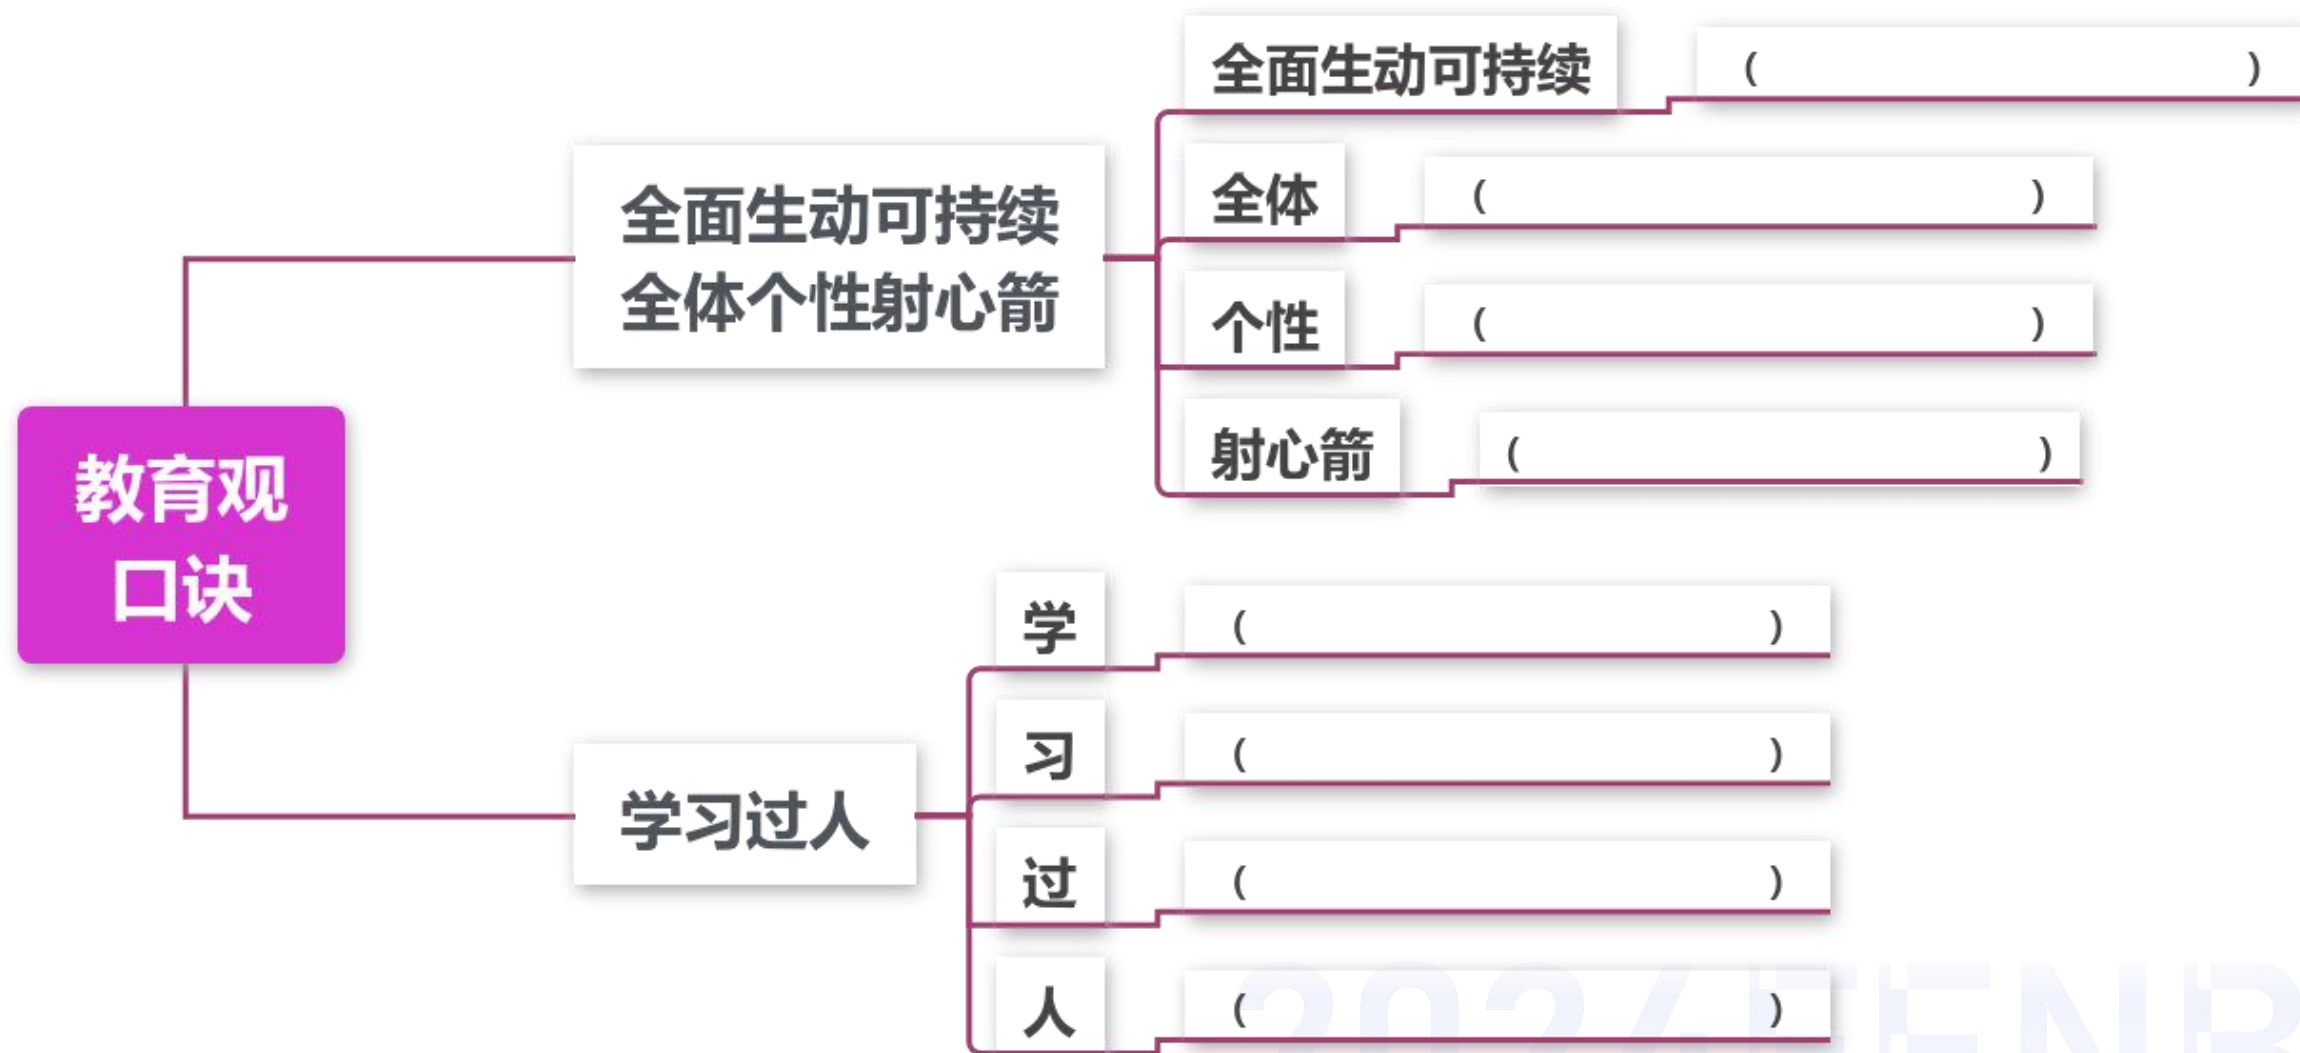 教育观
口诀
全面生动可持续
全体个性射心箭
全面生动可持续 （ ）
全体 （ ）
个性 （ ）
射心箭 （ ）
学习过人
学 （ ）
习 （ ）
过 （ ）
人 （ ）